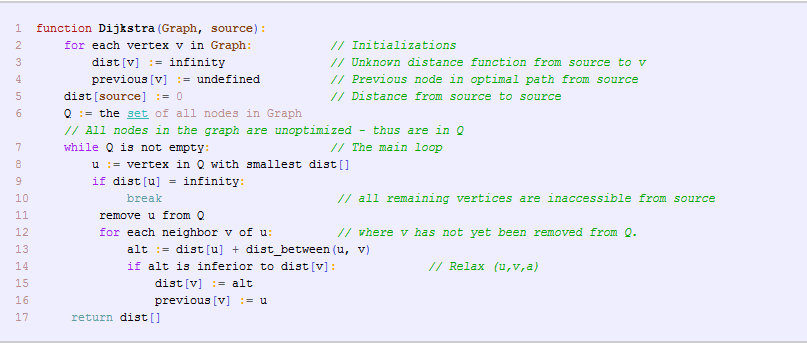 1 function Dijkstra(Graph, source):
2 for each vertex v in Graph: // Initializations
3 dist[v] := infinity // Unknown distance function from source to v
4 previous[v] := undefined // Previous node in optimal path from source
5 dist[source] := 0 // Distance from source to source
6 Q := the set of all nodes in Graph
// All nodes in the graph are unoptimized - thus are in Q
7 while Q is not empty: // The main loop
8 u := vertex in Q with smallest dist[]
9 if dist[u] = infinity:
10 break // all remaining vertices are inaccessible from source
11 remove u from Q
12 for each neighbor v of u: // where v has not yet been removed from Q.
13 alt := dist[u] + dist_between(u, v)
14 if alt is inferior to dist[v]: // Relax (u,v,a)
15 dist[v] := alt
16 previous[v] := u
17 return dist[]